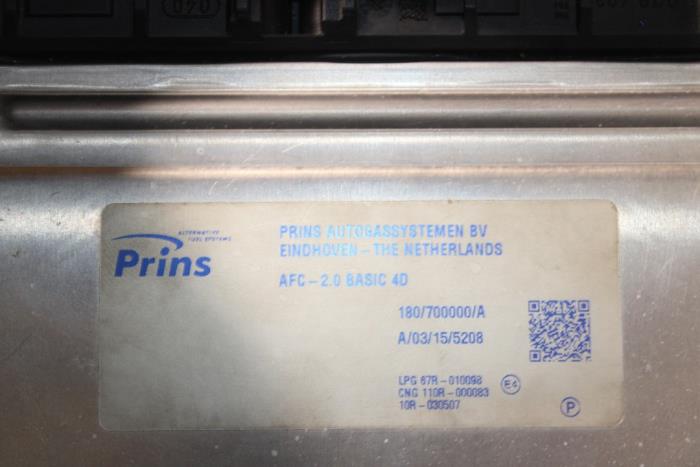 040
ALTERNATIVE
FUEL SYSTEMS
Prins
PRINS AUTOGASSYSTEMEN BV
EINDHOVEN - THE NETHERLANDS
AFC - 2.0 BASIC 4D
180/700000/A
A/03/15/5208
LPG 67R-010098
CNG 110R-000083
10R-030507
E4
P